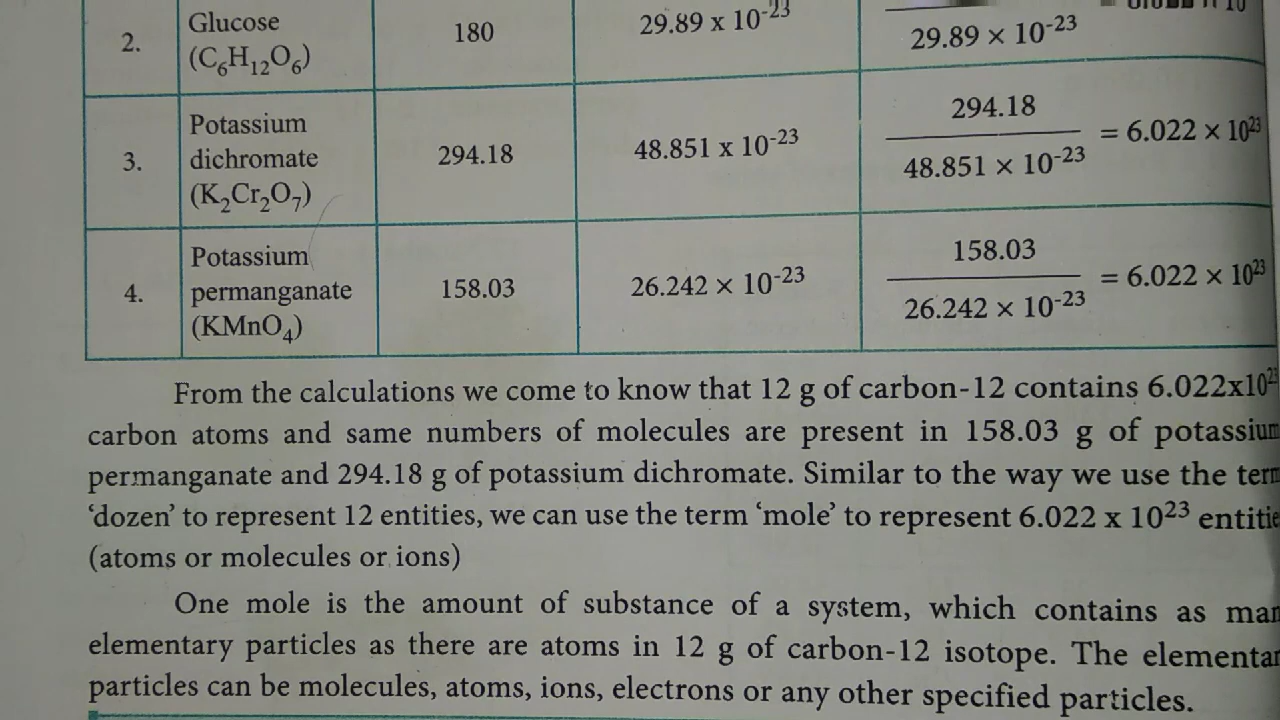 2.
Glucose
(C₆H₁₂O₆)
180
29.89 x 10⁻²³
29.89 × 10⁻²³
3.
Potassium
dichromate
(K₂Cr₂O₇)
294.18
48.851 x 10⁻²³
294.18
48.851 × 10⁻²³
= 6.022 × 10²³
4.
Potassium
permanganate
(KMnO₄)
158.03
26.242 × 10⁻²³
158.03
26.242 × 10⁻²³
= 6.022 × 10²³
From the calculations we come to know that 12 g of carbon-12 contains 6.022x10²³
carbon atoms and same numbers of molecules are present in 158.03 g of potassium
permanganate and 294.18 g of potassium dichromate. Similar to the way we use the term
‘dozen’ to represent 12 entities, we can use the term ‘mole’ to represent 6.022 x 10²³ entitie
(atoms or molecules or ions)
One mole is the amount of substance of a system, which contains as man
elementary particles as there are atoms in 12 g of carbon-12 isotope. The elementar
particles can be molecules, atoms, ions, electrons or any other specified particles.